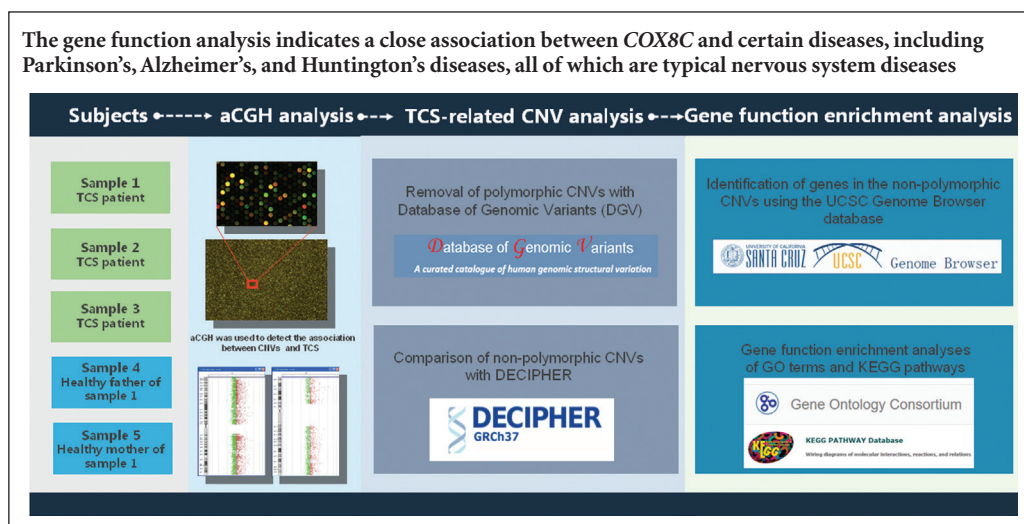 The gene function analysis indicates a close association between COX8C and certain diseases, including
Parkinson's, Alzheimer's, and Huntington's diseases, all of which are typical nervous system diseases
Subjects aCGH analysis TCS-related CNV analysis Gene function enrichment analysis
Sample 1
TCS patient
Sample 2
TCS patient
Sample 3
TCS patient
Sample 4
Healthy father of
sample 1
Sample 5
Healthy mother of
sample 1
aCGH was used to detect the association
between CNVs and TCS
Removal of polymorphic CNVs with
Database of Genomic Variants (DGV)
Database of Genomic Variants
A curated catalogue of human genomic structural variation
Comparison of non-polymorphic CNVs
with DECIPHER
DECIPHER
GRCh37
Identification of genes in the non-polymorphic
CNVs using the UCSC Genome Browser
database
UNIVERSITY OF CALIFORNIA
SANTA CRUZ UCSC Genome Browser
Gene function enrichment analyses
of GO terms and KEGG pathways
Gene Ontology Consortium
KEGG
KEGG PATHWAY Database
Wiring diagrams of molecular interactions, reactions, and relations